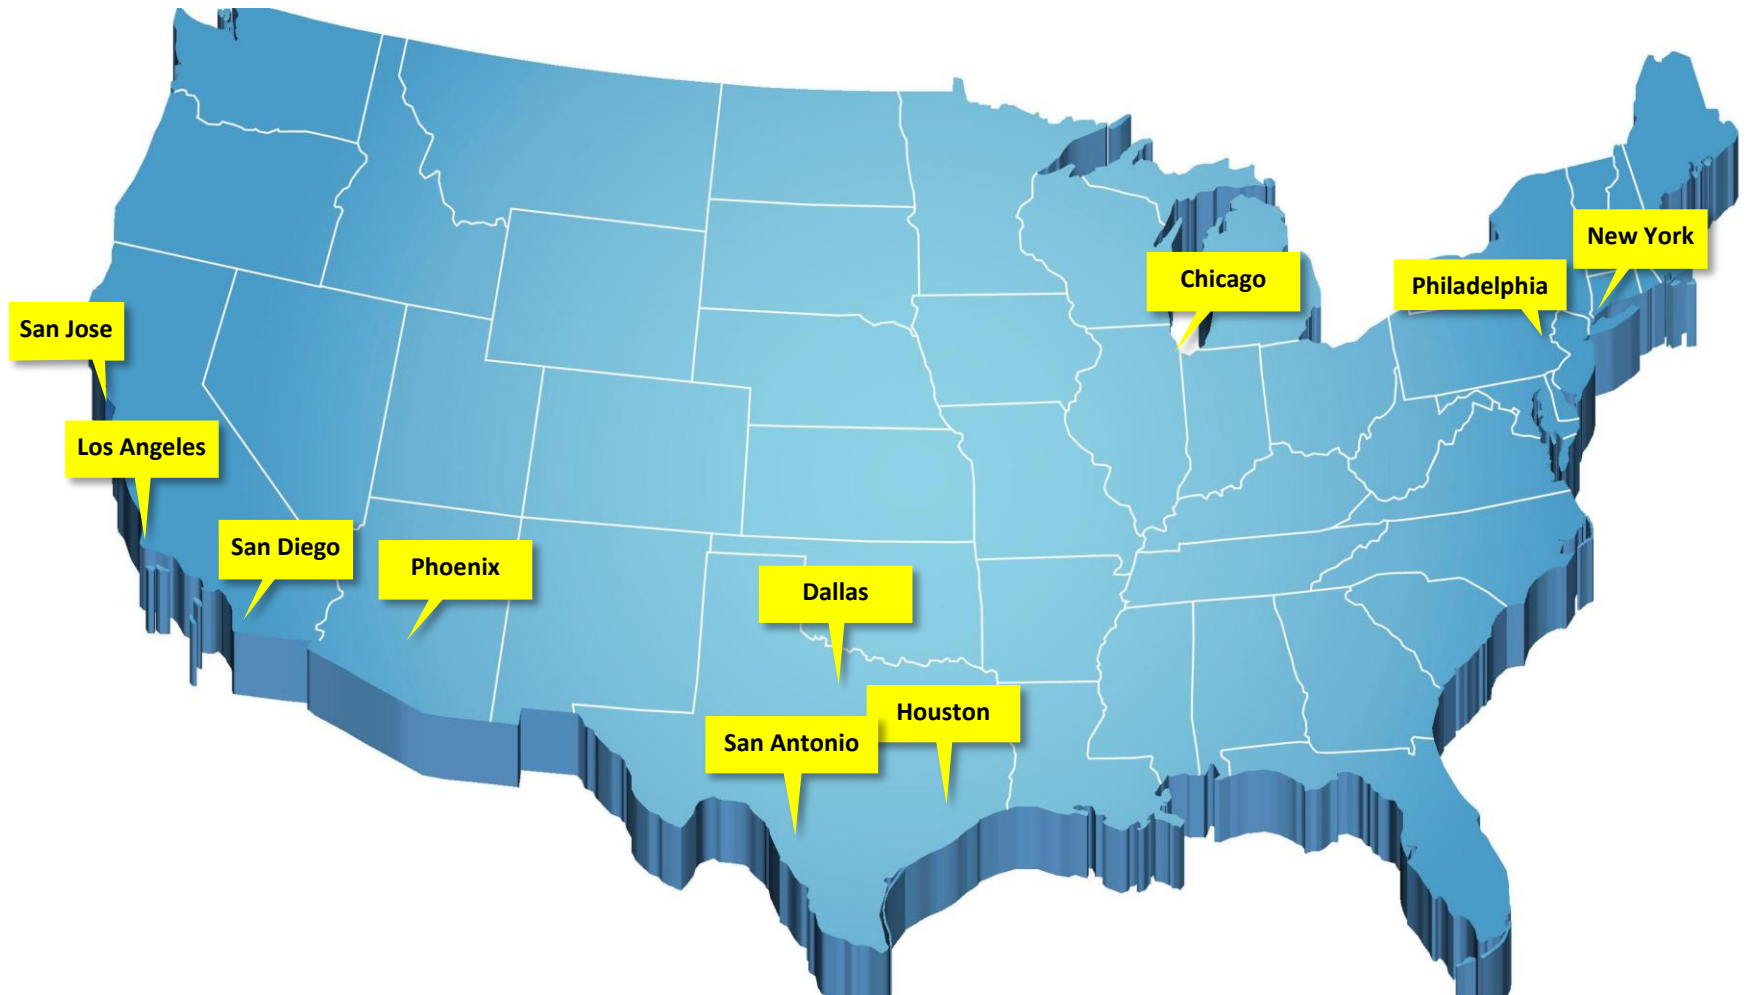 New York
Chicago
Philadelphia
San Jose
Los Angeles
San Diego
Phoenix
Dallas
Houston
San Antonio